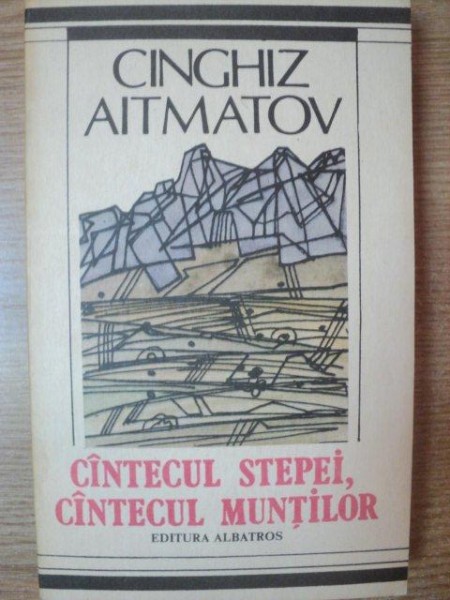 CINGHIZ
AITMATOV
CÎNTECUL STEPEI,
CÎNTECUL MUNȚILOR
EDITURA ALBATROS